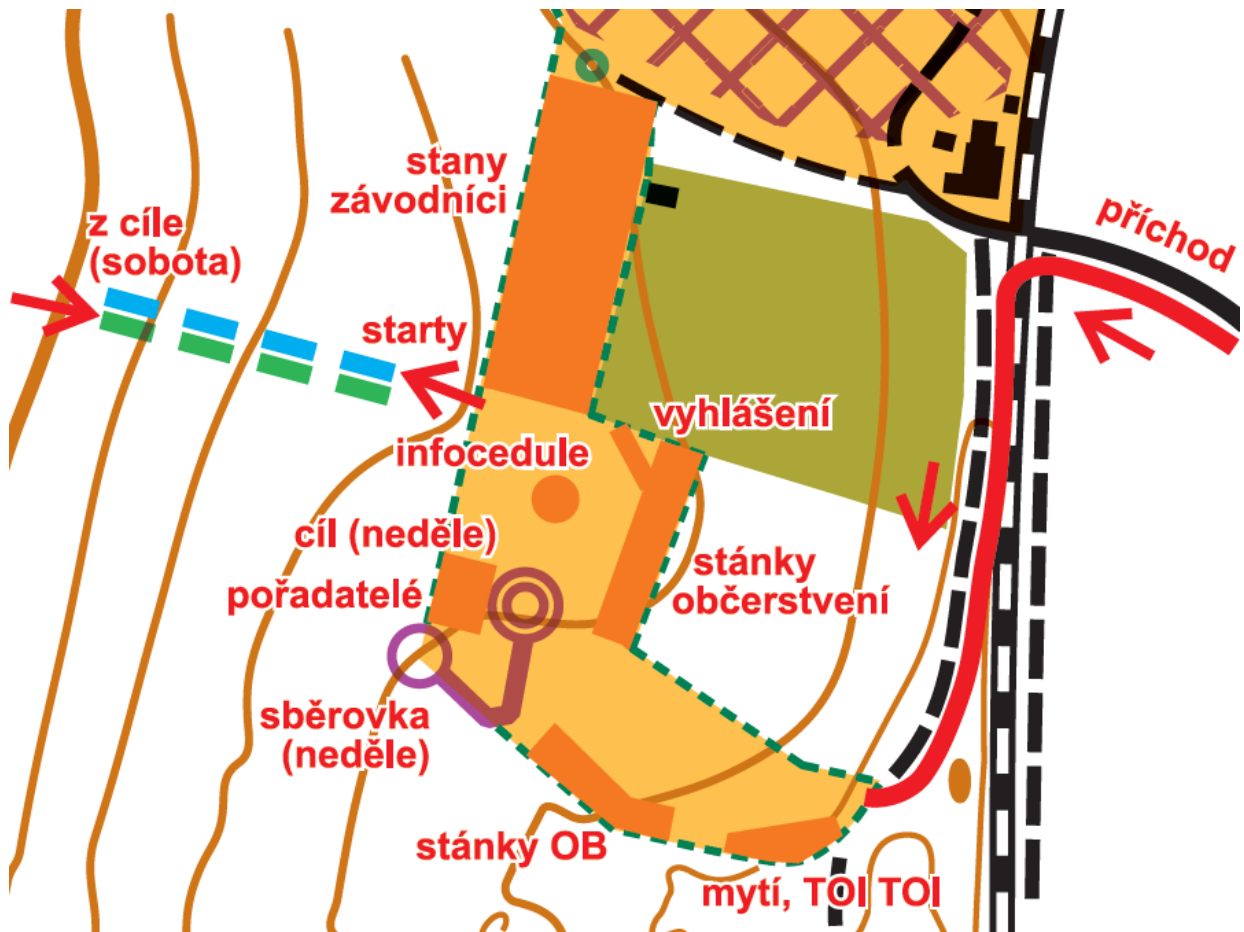 stany
závodníci
příchod
z cíle
(sobota)
starty
vyhlášení
infocedule
cíl (neděle)
stánky
občerstvení
pořadatelé
sběrovka
(neděle)
stánky OB
mytí, TOI TOI